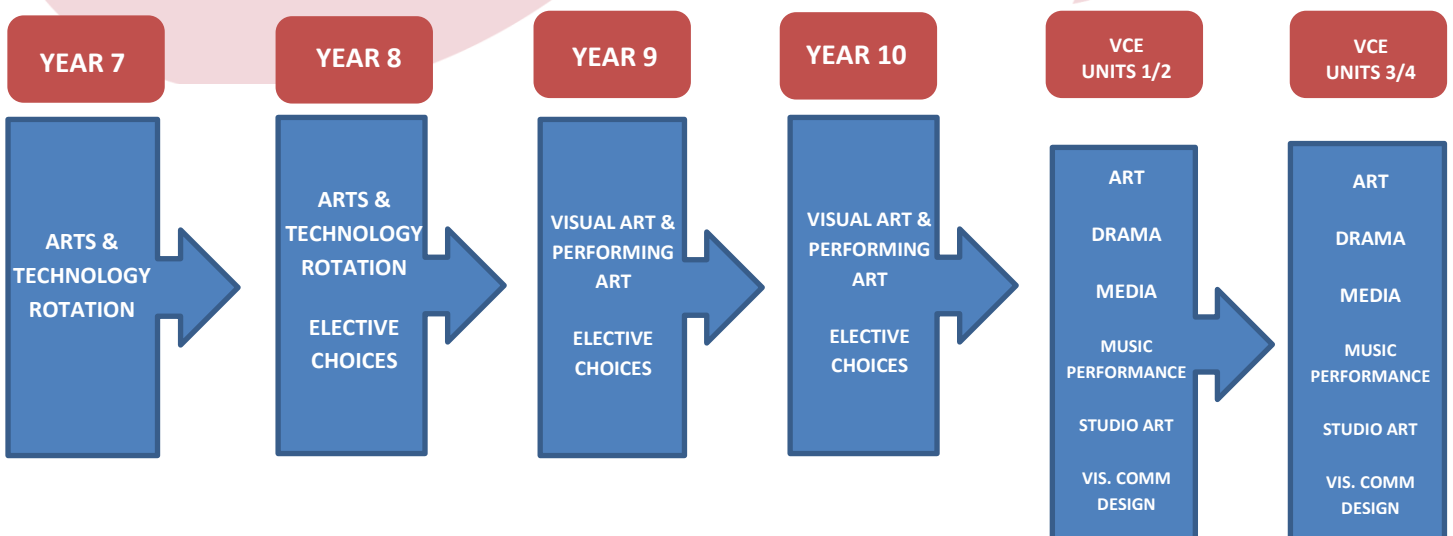 YEAR 7
YEAR 8
YEAR 9
YEAR 10
VCE
UNITS 1/2
VCE
UNITS 3/4
ARTS &
TECHNOLOGY
ROTATION
ARTS &
TECHNOLOGY
ROTATION
ELECTIVE
CHOICES
VISUAL ART &
PERFORMING
ART
ELECTIVE
CHOICES
VISUAL ART &
PERFORMING
ART
ELECTIVE
CHOICES
ART
DRAMA
MEDIA
MUSIC
PERFORMANCE
STUDIO ART
VIS. COMM
DESIGN
ART
DRAMA
MEDIA
MUSIC
PERFORMANCE
STUDIO ART
VIS. COMM
DESIGN